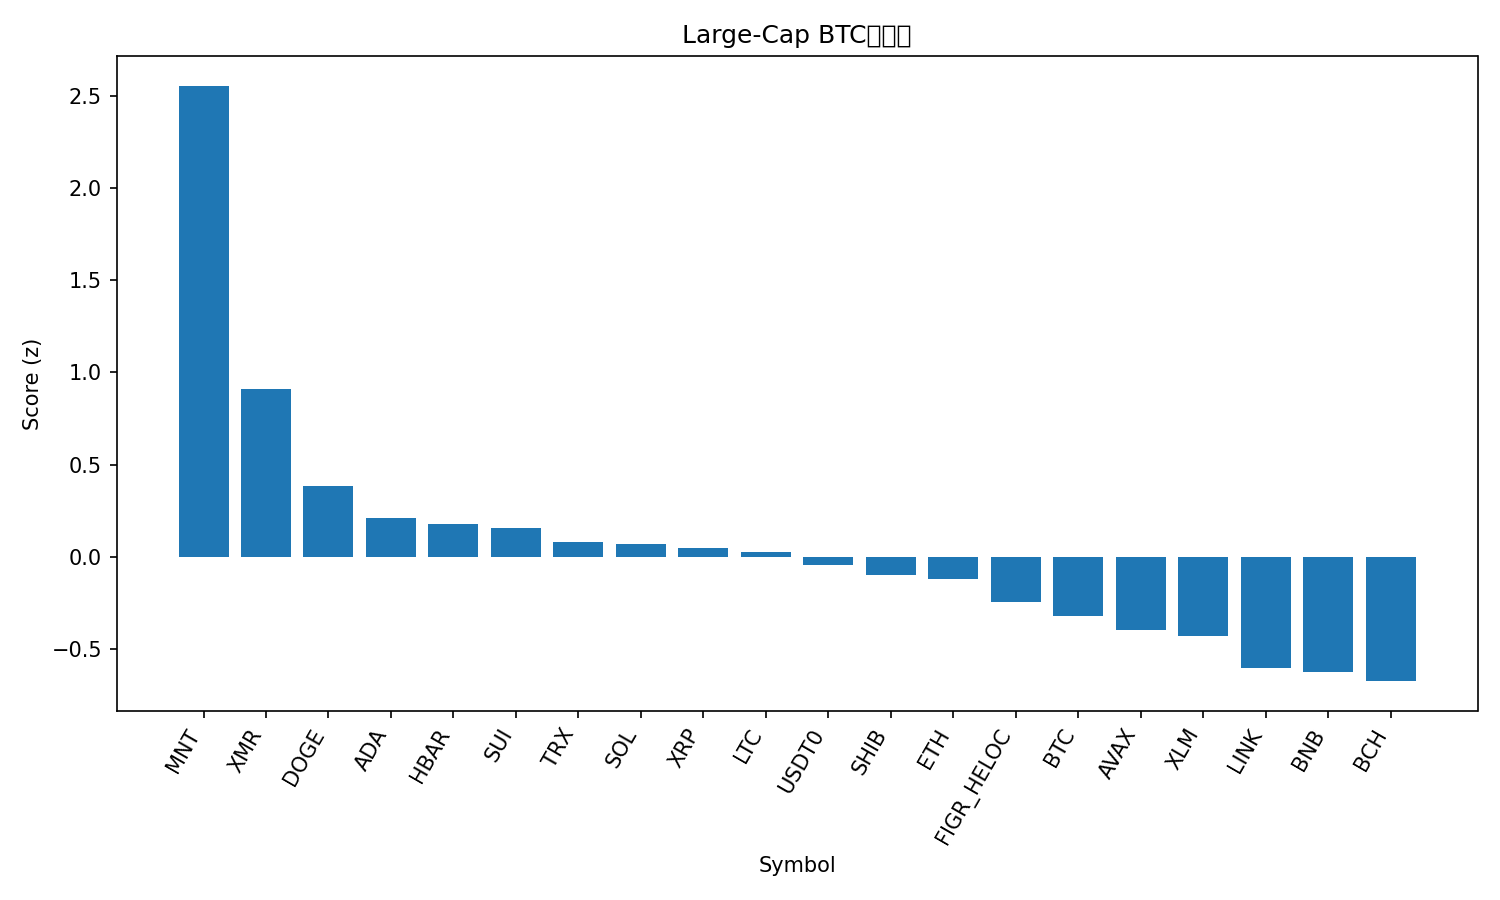 Large-Cap BTC
2.5
2.0
1.5
1.0
0.5
0.0
−0.5
Score (z)
MNT
XMR
DOGE
ADA
HBAR
SUI
TRX
SOL
XRP
LTC
USDT0
SHIB
ETH
FIGR_HELOC
BTC
AVAX
XLM
LINK
BNB
BCH
Symbol